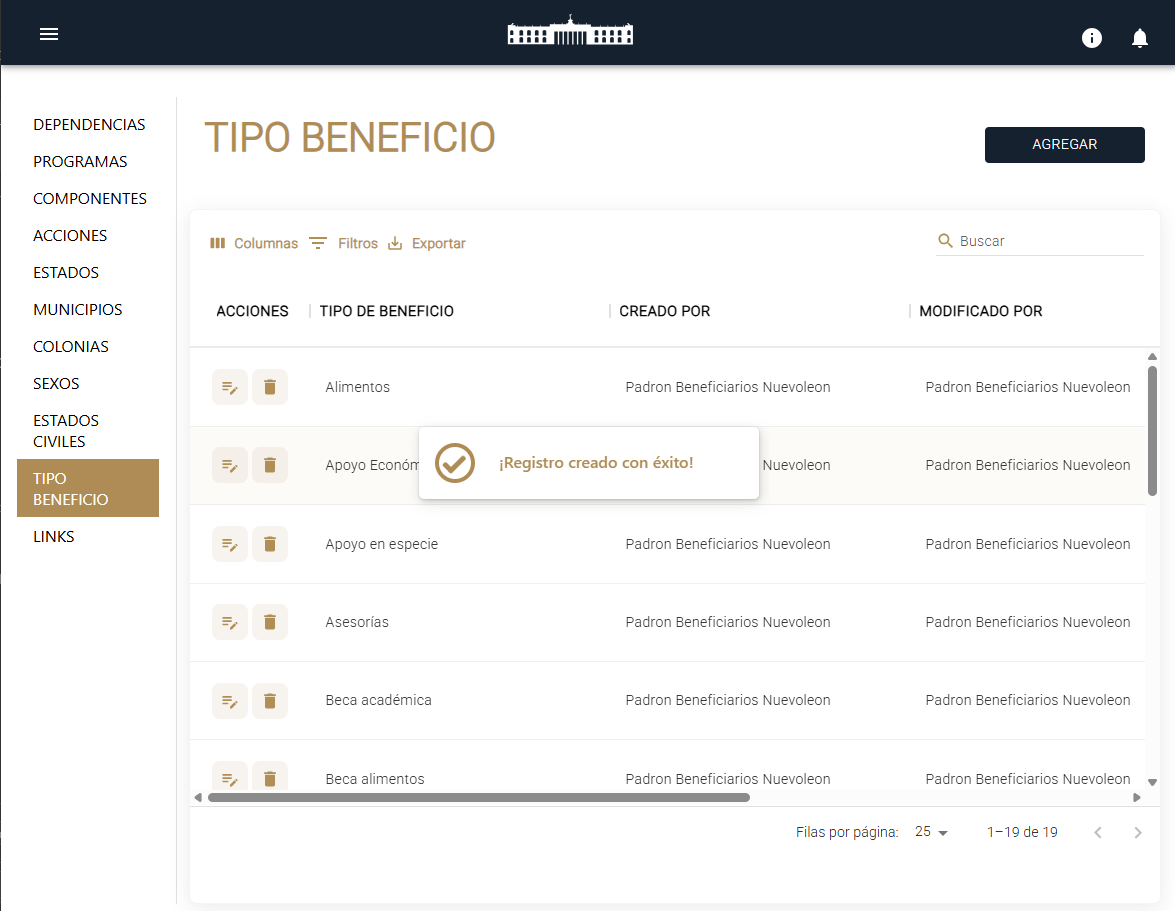 DEPENDENCIAS
PROGRAMAS
COMPONENTES
ACCIONES
ESTADOS
MUNICIPIOS
COLONIAS
SEXOS
ESTADOS
CIVILES
TIPO
BENEFICIO
LINKS
TIPO BENEFICIO
AGREGAR
Columnas Filtros Exportar Buscar
ACCIONES TIPO DE BENEFICIO CREADO POR MODIFICADO POR
Alimentos Padron Beneficiarios Nuevoleon Padron Beneficiarios Nuevoleon
Apoyo Económ Nuevoleon Padron Beneficiarios Nuevoleon
¡Registro creado con éxito!
Apoyo en especie Padron Beneficiarios Nuevoleon Padron Beneficiarios Nuevoleon
Asesorías Padron Beneficiarios Nuevoleon Padron Beneficiarios Nuevoleon
Beca académica Padron Beneficiarios Nuevoleon Padron Beneficiarios Nuevoleon
Beca alimentos Padron Beneficiarios Nuevoleon Padron Beneficiarios Nuevoleon
Filas por página: 25 1–19 de 19